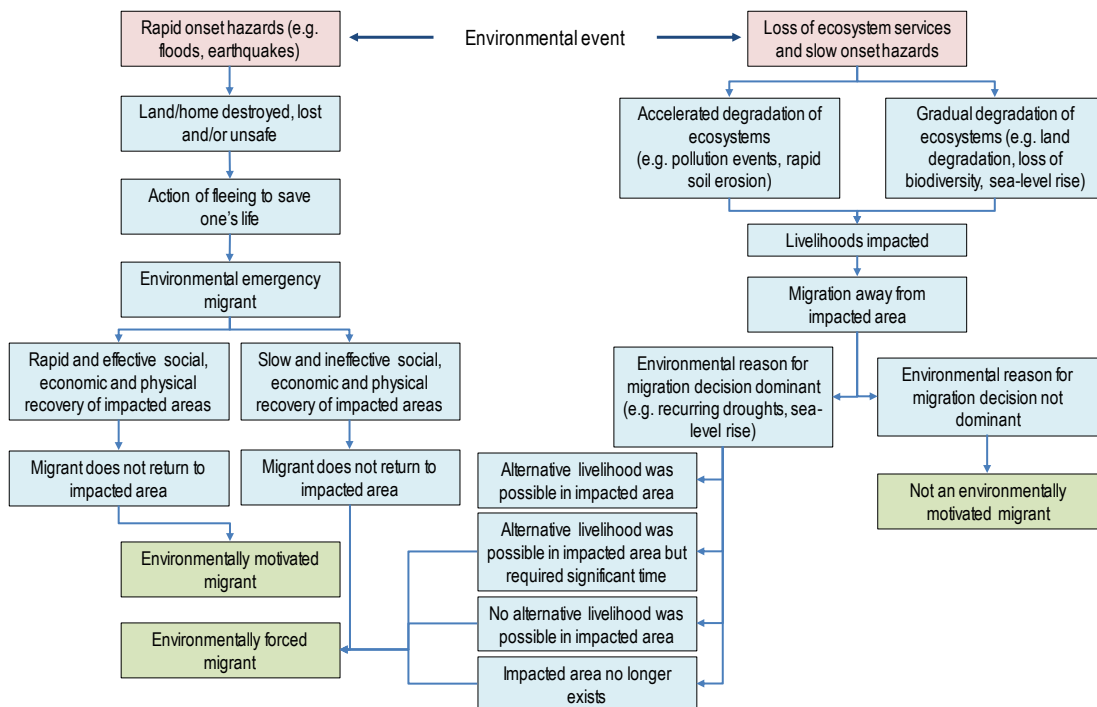 Rapid onset hazards (e.g.
floods, earthquakes)
Environmental event
Loss of ecosystem services
and slow onset hazards
Land/home destroyed, lost
and/or unsafe
Accelerated degradation of
ecosystems
(e.g. pollution events, rapid
soil erosion)
Gradual degradation of
ecosystems (e.g. land
degradation, loss of
biodiversity, sea-level rise)
Action of fleeing to save
one’s life
Livelihoods impacted
Environmental emergency
migrant
Migration away from
impacted area
Rapid and effective social,
economic and physical
recovery of impacted areas
Slow and ineffective social,
economic and physical
recovery of impacted areas
Environmental reason for
migration decision dominant
(e.g. recurring droughts, sea-
level rise)
Environmental reason for
migration decision not
dominant
Migrant does not return to
impacted area
Migrant does not return to
impacted area
Alternative livelihood was
possible in impacted area
Not an environmentally
motivated migrant
Alternative livelihood was
possible in impacted area but
required significant time
Environmentally motivated
migrant
No alternative livelihood was
possible in impacted area
Environmentally forced
migrant
Impacted area no longer
exists